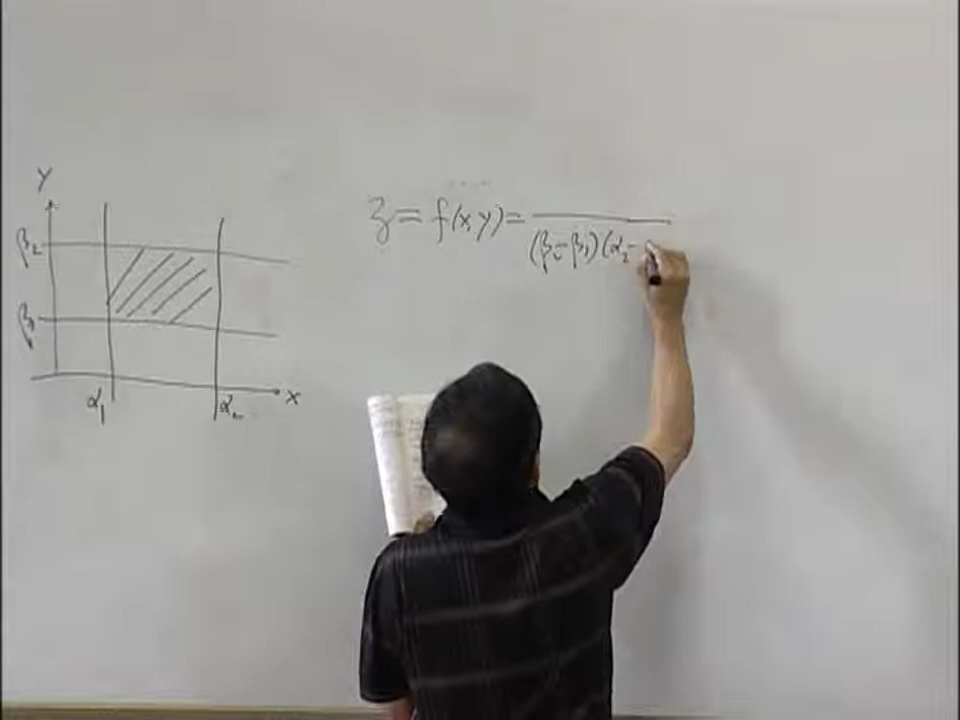 Y
z = f(x,y) =
β₂
(β₂-β₁)(α₂-
β₁
x
α₁
α₂